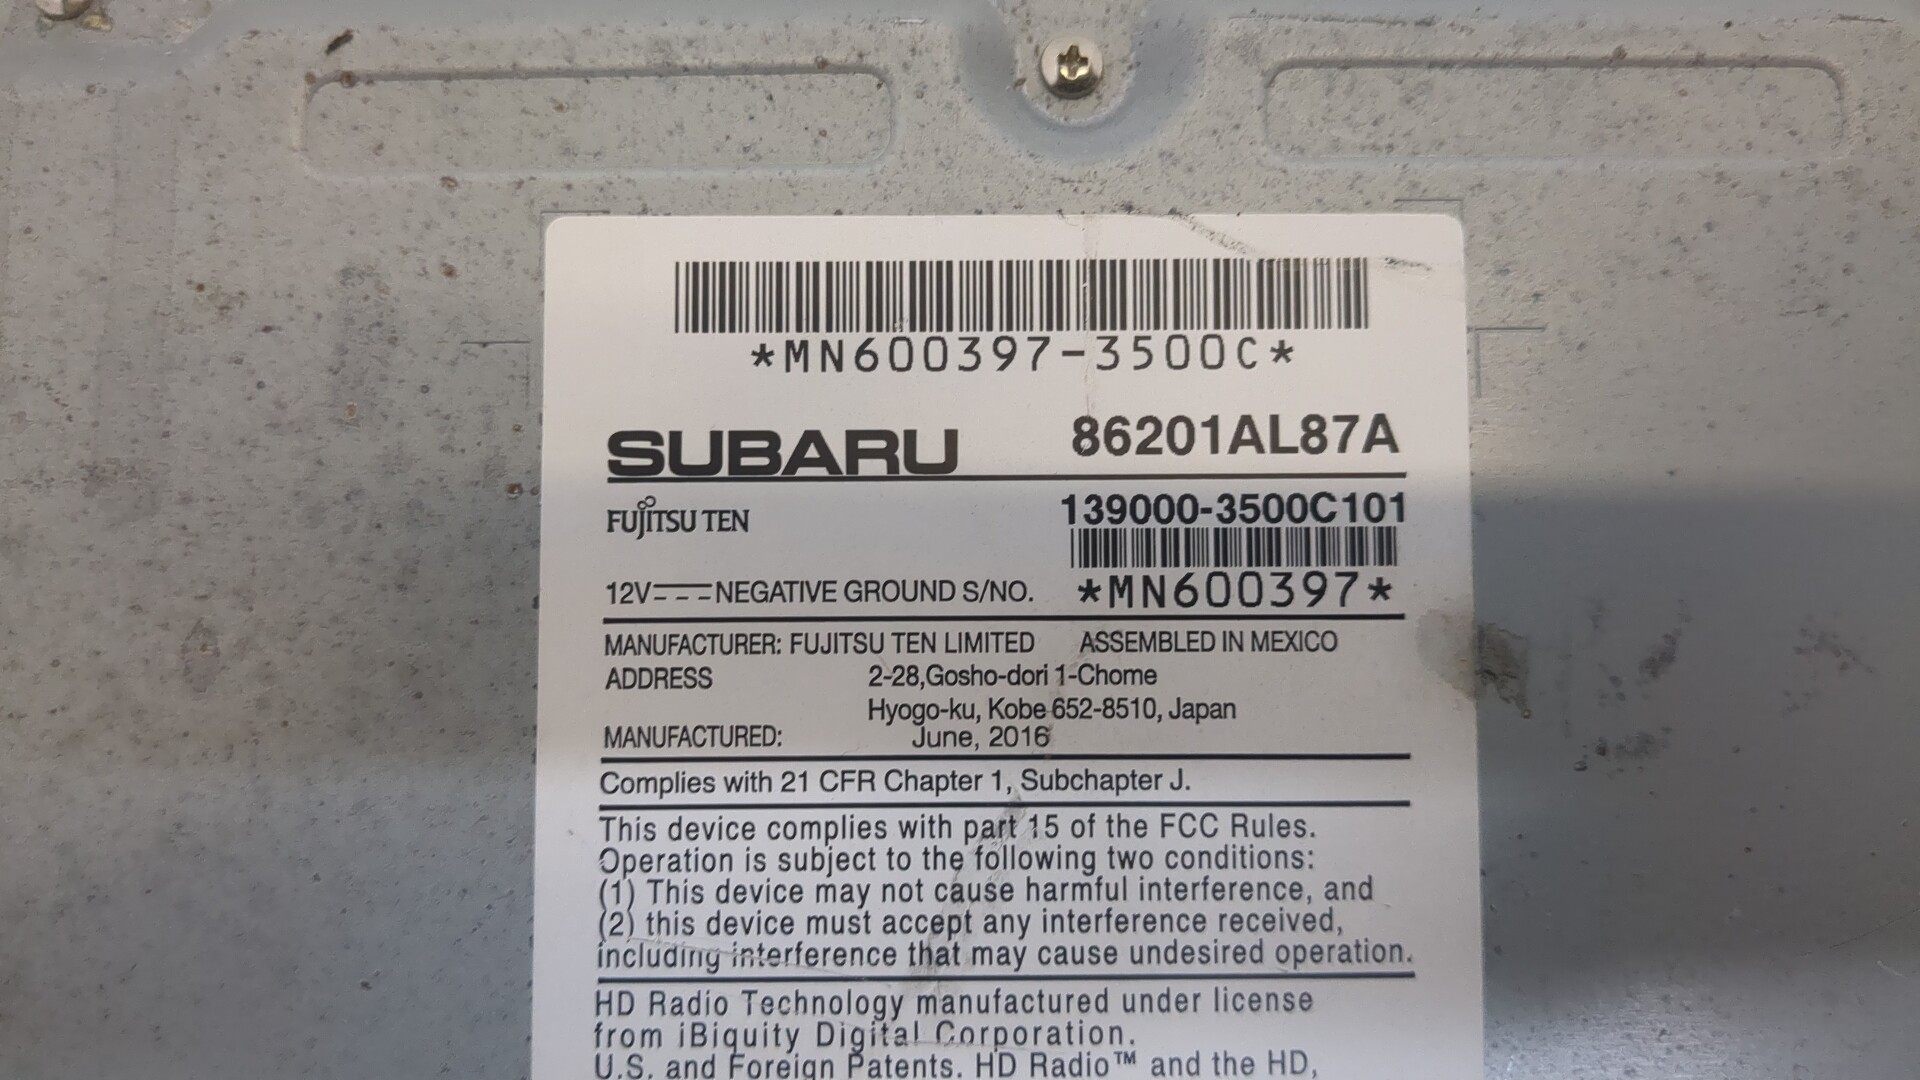 *MN600397-3500C*
SUBARU 86201AL87A
FUJITSU TEN 139000-3500C101
12V NEGATIVE GROUND S/NO. *MN600397*
MANUFACTURER: FUJITSU TEN LIMITED ASSEMBLED IN MEXICO
ADDRESS 2-28,Gosho-dori 1-Chome
Hyogo-ku, Kobe 652-8510, Japan
MANUFACTURED: June, 2016
Complies with 21 CFR Chapter 1, Subchapter J.
This device complies with part 15 of the FCC Rules.
Operation is subject to the following two conditions:
(1) This device may not cause harmful interference, and
(2) this device must accept any interference received,
including interference that may cause undesired operation.
HD Radio Technology manufactured under license
from iBiquity Digital Corporation.
U.S. and Foreign Patents. HD Radio™ and the HD,